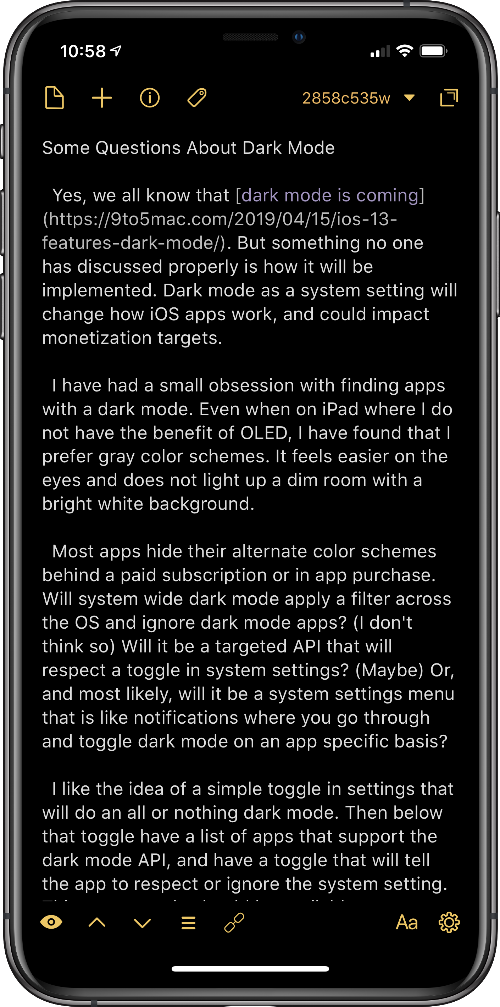 10:58
2858c535w
Some Questions About Dark Mode
Yes, we all know that [dark mode is coming]
(https://9to5mac.com/2019/04/15/ios-13-
features-dark-mode/). But something no one
has discussed properly is how it will be
implemented. Dark mode as a system setting will
change how iOS apps work, and could impact
monetization targets.
I have had a small obsession with finding apps
with a dark mode. Even when on iPad where I do
not have the benefit of OLED, I have found that I
prefer gray color schemes. It feels easier on the
eyes and does not light up a dim room with a
bright white background.
Most apps hide their alternate color schemes
behind a paid subscription or in app purchase.
Will system wide dark mode apply a filter across
the OS and ignore dark mode apps? (I don't
think so) Will it be a targeted API that will
respect a toggle in system settings? (Maybe) Or,
and most likely, will it be a system settings menu
that is like notifications where you go through
and toggle dark mode on an app specific basis?
I like the idea of a simple toggle in settings that
will do an all or nothing dark mode. Then below
that toggle have a list of apps that support the
dark mode API, and have a toggle that will tell
the app to respect or ignore the system setting.
Aa